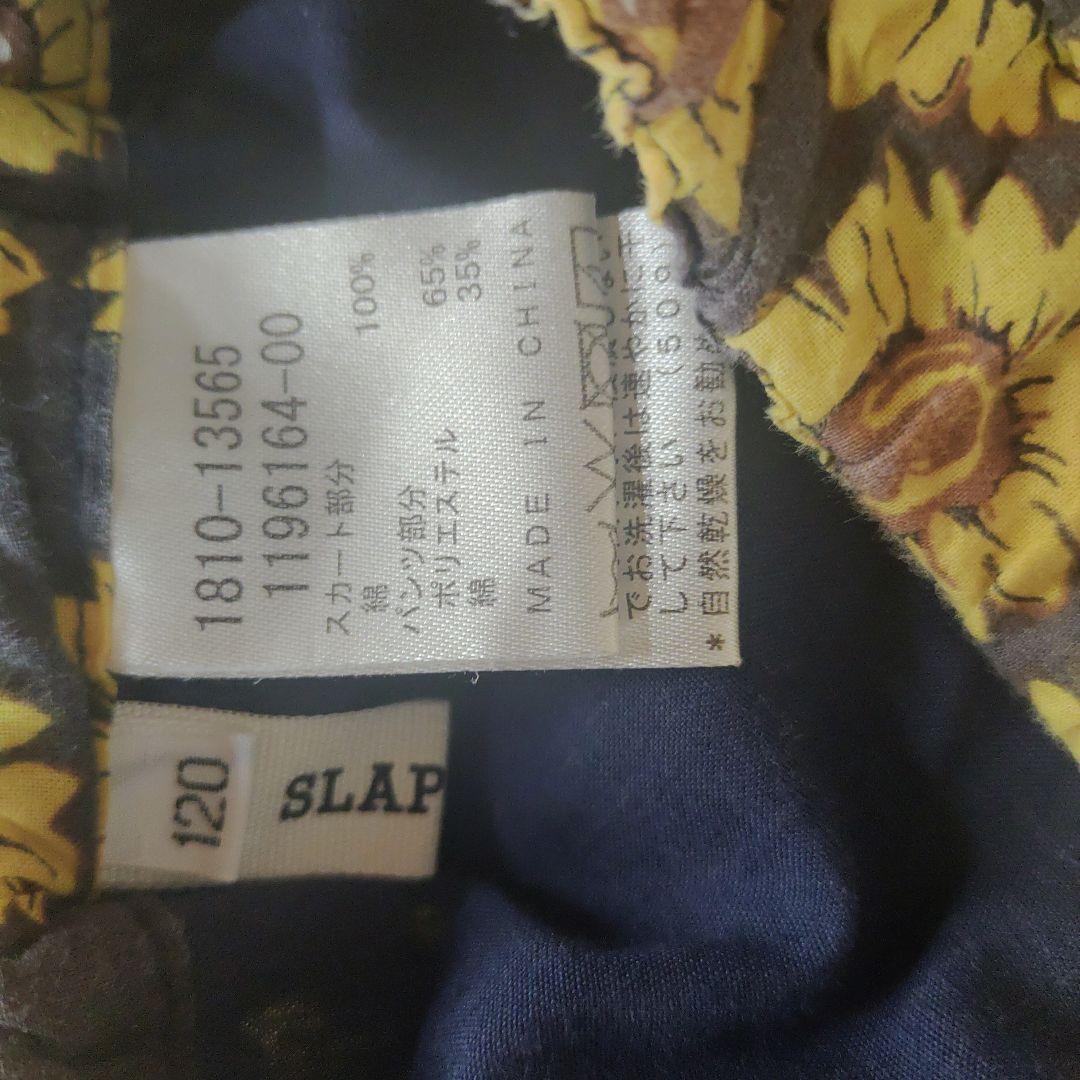 1810-13565
1196164-00
スカート部分
綿 100%
パンツ部分
ポリエステル 65%
綿 35%
MADE IN CHINA
でお洗濯後は速やかに干
して下さい (50%
*自然乾燥をお勧め
120
SLAP